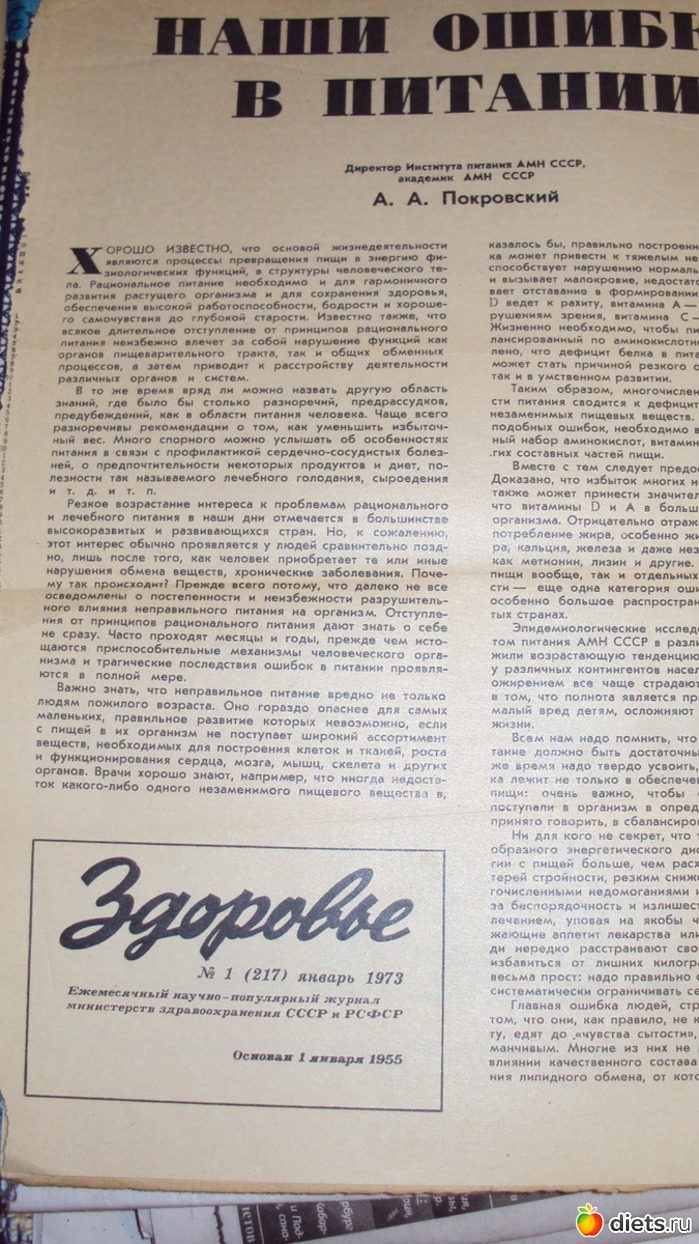 НАШИ ОШИБК
В ПИТАНИИ
Директор Института питания АМН СССР,
академик АМН СССР
А. А. Покровский
ХОРОШО ИЗВЕСТНО, что основой жизнедеятельности
являются процессы превращения пищи в энергию фи-
зиологических функций, в структуры человеческого те-
ла. Рациональное питание необходимо и для гармоничного
развития растущего организма и для сохранения здоровья,
обеспечения высокой работоспособности, бодрости и хороше-
го самочувствия до глубокой старости. Известно также, что
всякое длительное отступление от принципов рационального
питания неизбежно влечет за собой нарушение функций как
органов пищеварительного тракта, так и общих обменных
процессов, а затем приводит к расстройству деятельности
различных органов и систем.
В то же время вряд ли можно назвать другую область
знаний, где было бы столько разноречий, предрассудков,
предубеждений, как в области питания человека. Чаще всего
разноречивы рекомендации о том, как уменьшить избыточ-
ный вес. Много спорного можно услышать об особенностях
питания в связи с профилактикой сердечно-сосудистых болез-
ней, о предпочтительности некоторых продуктов и диет, по-
лезности так называемого лечебного голодания, сыроедения
и т. д. и т. п.
Резкое возрастание интереса к проблемам рационального
и лечебного питания в наши дни отмечается в большинстве
высокоразвитых и развивающихся стран. Но, к сожалению,
этот интерес обычно проявляется у людей сравнительно позд-
но, лишь после того, как человек приобретает те или иные
нарушения обмена веществ, хронические заболевания. Поче-
му так происходит? Прежде всего потому, что далеко не все
осведомлены о постепенности и неизбежности разрушитель-
ного влияния неправильного питания на организм. Отступле-
ния от принципов рационального питания дают знать о себе
не сразу. Часто проходят месяцы и годы, прежде чем исто-
щаются приспособительные механизмы человеческого орга-
низма и трагические последствия ошибок в питании проявля-
ются в полной мере.
Важно знать, что неправильное питание вредно не только
людям пожилого возраста. Оно гораздо опаснее для самых
маленьких, правильное развитие которых невозможно, если
с пищей в их организм не поступает широкий ассортимент
веществ, необходимых для построения клеток и тканей, роста
и функционирования сердца, мозга, мышц, скелета и других
органов. Врачи хорошо знают, например, что иногда недоста-
ток какого-либо одного незаменимого пищевого вещества в,
казалось бы, правильно построенн
ка может привести к тяжелым не
способствует нарушению нормаль
и вызывает малокровие, недостато
вает отставание в формировании
D ведет к рахиту, витамина А —
рушениям зрения, витамина С —
Жизненно необходимо, чтобы пи
лансированный по аминокислотн
лено, что дефицит белка в пита
может стать причиной резкого о
так и в умственном развитии.
Таким образом, многочислен
сти питания сводится к дефицит
незаменимых пищевых веществ.
подобных ошибок, необходимо в
ный набор аминокислот, витамин
гих составных частей пищи.
Вместе с тем следует предос
Доказано, что избыток многих н
также может принести значител
что витамины D и А в больш
организма. Отрицательно отраж
потребление жира, особенно жи
ра, кальция, железа и даже нез
как метионин, лизин и другие.
пищи вообще, так и отдельных
сти — еще одна категория оши
особенно большое распростран
тых странах.
Эпидемиологические исслед
том питания АМН СССР в разли
жили возрастающую тенденцию
у различных контингентов насел
ожирением все чаще страдают
в том, что полнота является пр
малый вред детям, осложняют
жизни.
Всем нам надо помнить, что
тание должно быть достаточны
же время надо твердо усвоить,
ка лежит не только в обеспече
пищи: очень важно, чтобы
поступали в организм в опред
принято говорить, в сбалансиро
Ни для кого не секрет, что
образного энергетического дис
гии с пищей больше, чем расх
терей стройности, резким сниж
гочисленными недомоганиями и
за беспорядочность и излишест
лечением, уповая на якобы ч
жающие аппетит лекарства или
ди нередко расстраивают сво
избавиться от лишних килогра
весьма прост: надо правильно
систематически ограничивать се
Главная ошибка людей, стр
том, что они, как правило, не к
ту, едят до «чувства сытости»,
манчивым. Многие из них не
влиянии качественного состава
ния липидного обмена, от кото
Здоровье
№ 1 (217) январь 1973
Ежемесячный научно-популярный журнал
министерств здравоохранения СССР и РСФСР
Основан 1 января 1955
diets.ru